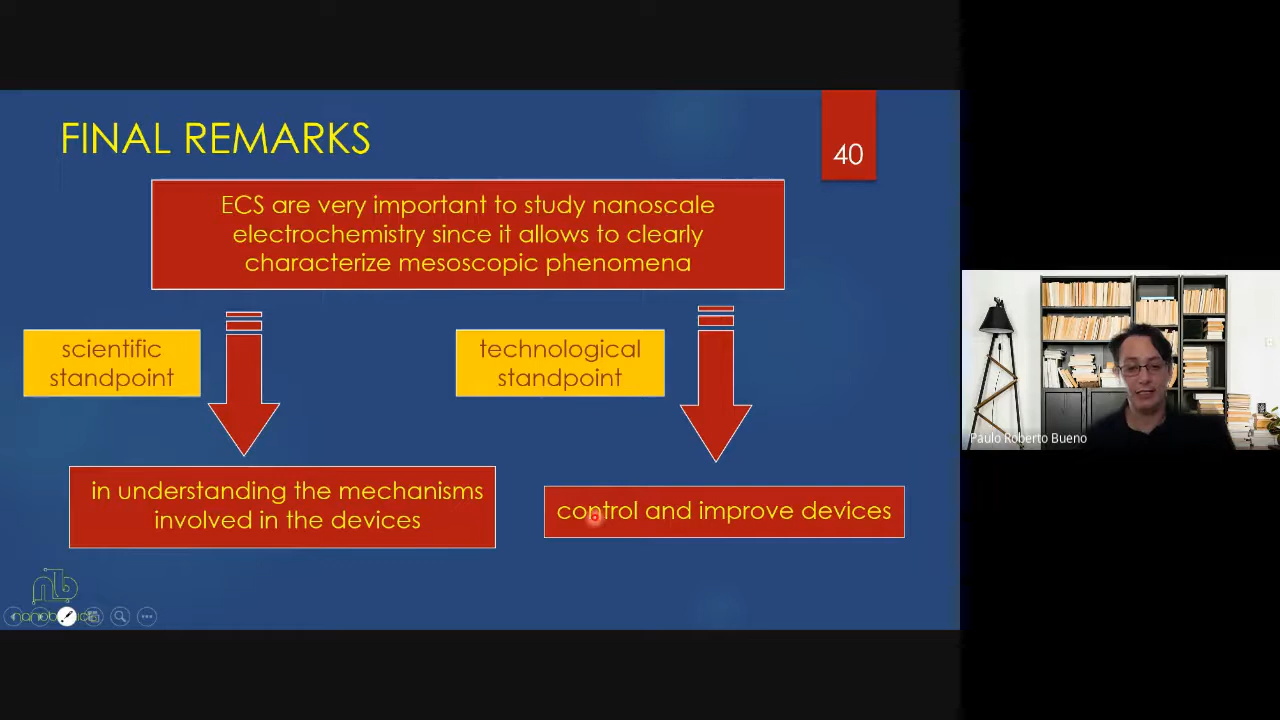 FINAL REMARKS
40
ECS are very important to study nanoscale
electrochemistry since it allows to clearly
characterize mesoscopic phenomena
scientific
standpoint
technological
standpoint
in understanding the mechanisms
involved in the devices
control and improve devices
nb
Paulo Roberto Bueno